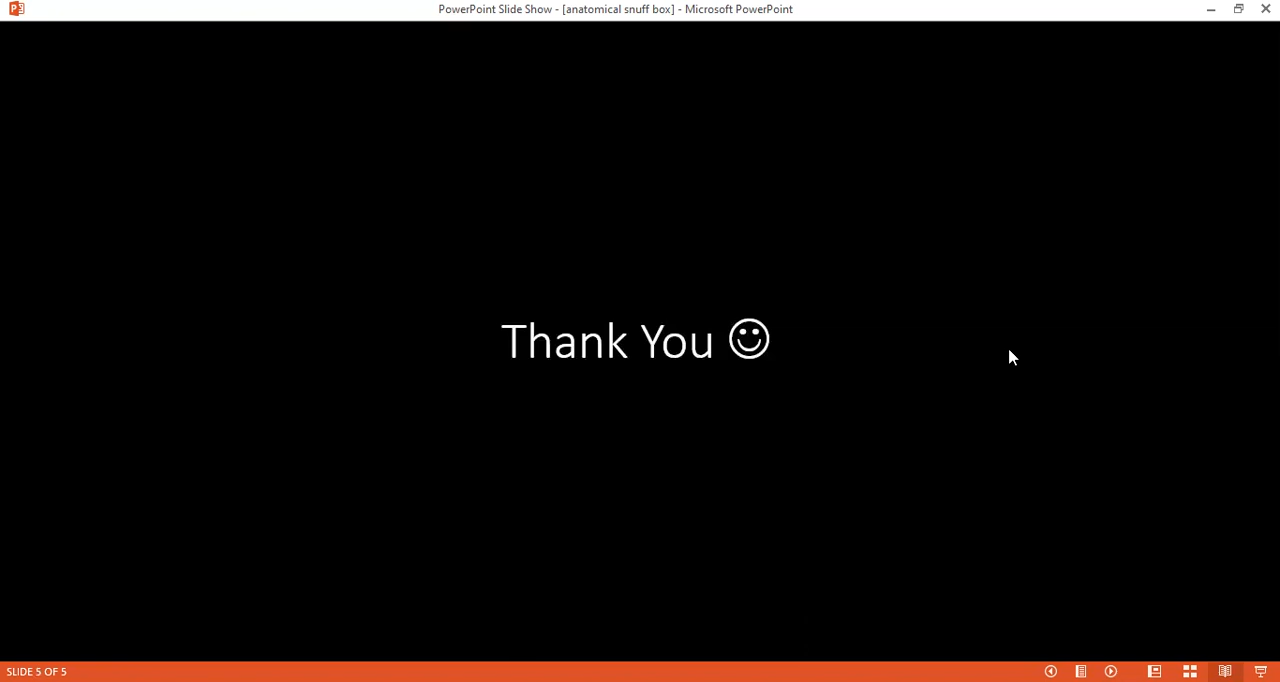 PowerPoint Slide Show - [anatomical snuff box] - Microsoft PowerPoint
Thank You ☺
SLIDE 5 OF 5